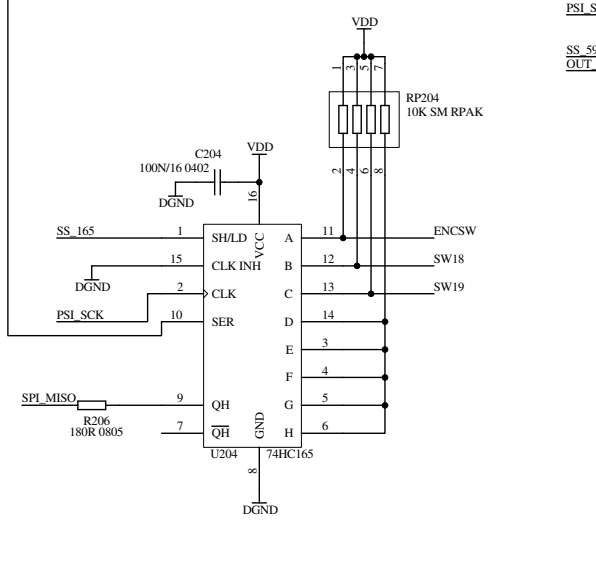 PSI_S
VDD
SS_59
OUT_
1
3
5
7
RP204
10K SM RPAK
2
4
6
8
C204
100N/16 0402
VDD
DGND
16
SS_165
1
SH/LD
VCC
A
11
ENCSW
15
CLK INH
B
12
SW18
DGND
2
CLK
C
13
SW19
PSI_SCK
10
SER
D
14
E
3
F
4
SPI_MISO
9
QH
G
5
R206
180R 0805
7
QH
GND
H
6
U204
74HC165
8
DGND